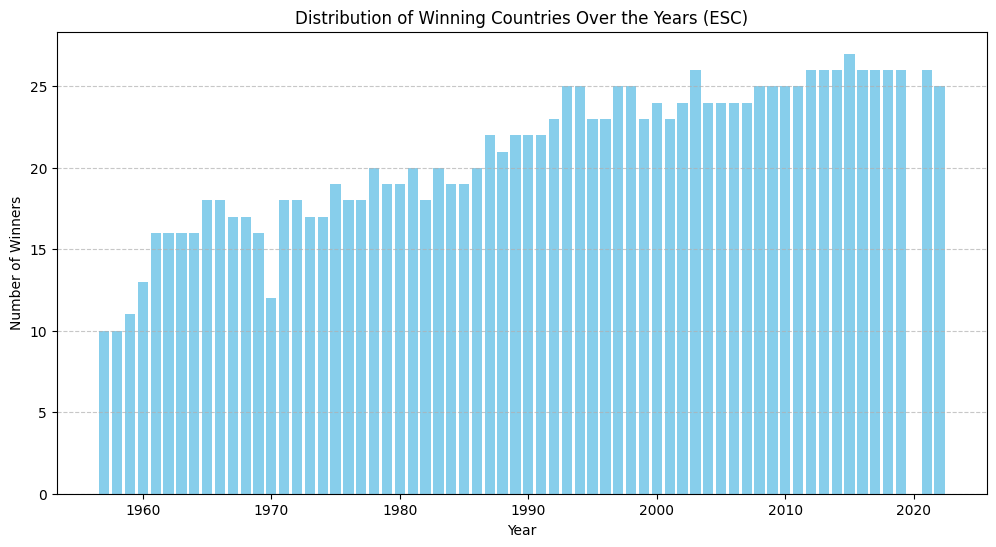 Distribution of Winning Countries Over the Years (ESC)
Number of Winners
25
20
15
10
5
0
1960 1970 1980 1990 2000 2010 2020
Year